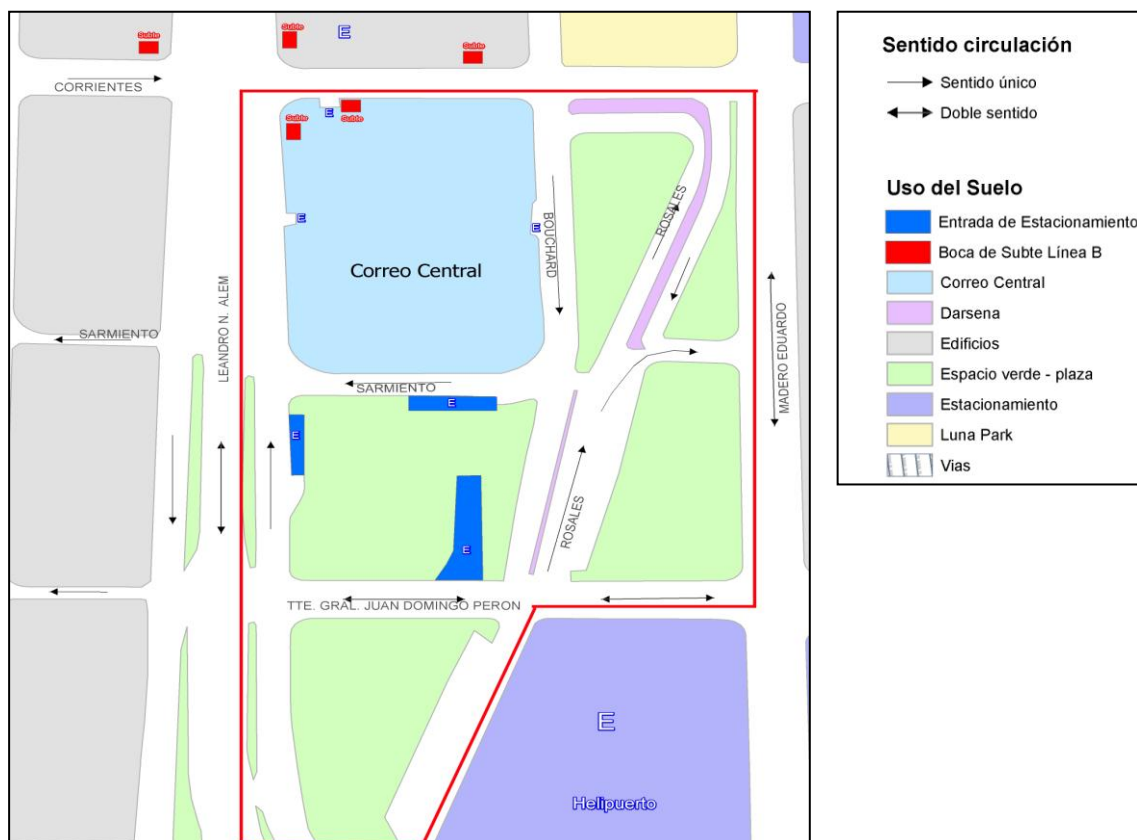 Subte
Subte
E
Subte
CORRIENTES
Subte
E
Subte
E
E
Correo Central
BOUCHARD
ROSALES
LEANDRO N. ALEM
MADERO EDUARDO
SARMIENTO
SARMIENTO
E
E
E
ROSALES
TTE. GRAL. JUAN DOMINGO PERON
E
Helipuerto
Sentido circulación
Sentido único
Doble sentido
Uso del Suelo
Entrada de Estacionamiento
Boca de Subte Línea B
Correo Central
Darsena
Edificios
Espacio verde - plaza
Estacionamiento
Luna Park
Vias